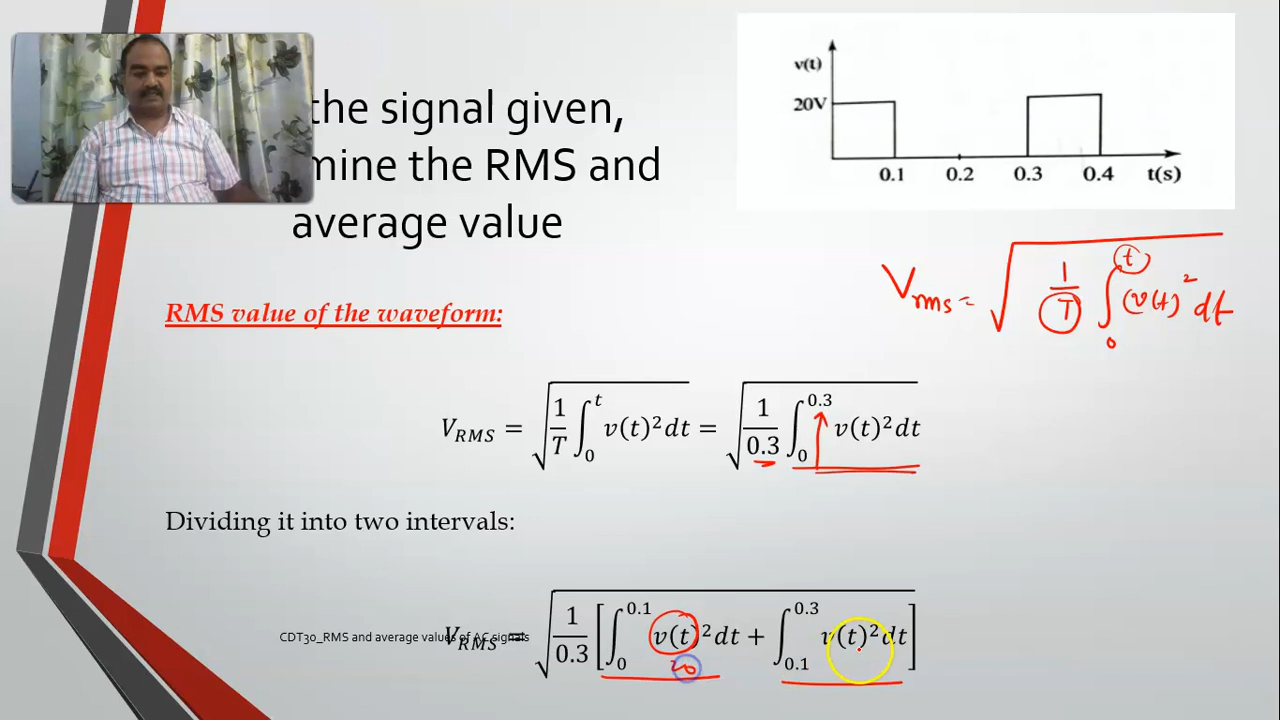 the signal given,
mine the RMS and
average value
v(t)
20V
0.1 0.2 0.3 0.4 t(s)
Vrms = √(1/T ∫₀ᵗ (v(t))² dt)
RMS value of the waveform:
V_RMS = √(1/T ∫₀ᵗ v(t)² dt) = √(1/0.3 ∫₀^0.3 v(t)² dt)
Dividing it into two intervals:
V_RMS = √(1/0.3 [∫₀^0.1 v(t)² dt + ∫_0.1^0.3 v(t)² dt])
20
CDT30_RMS and average values of AC signals